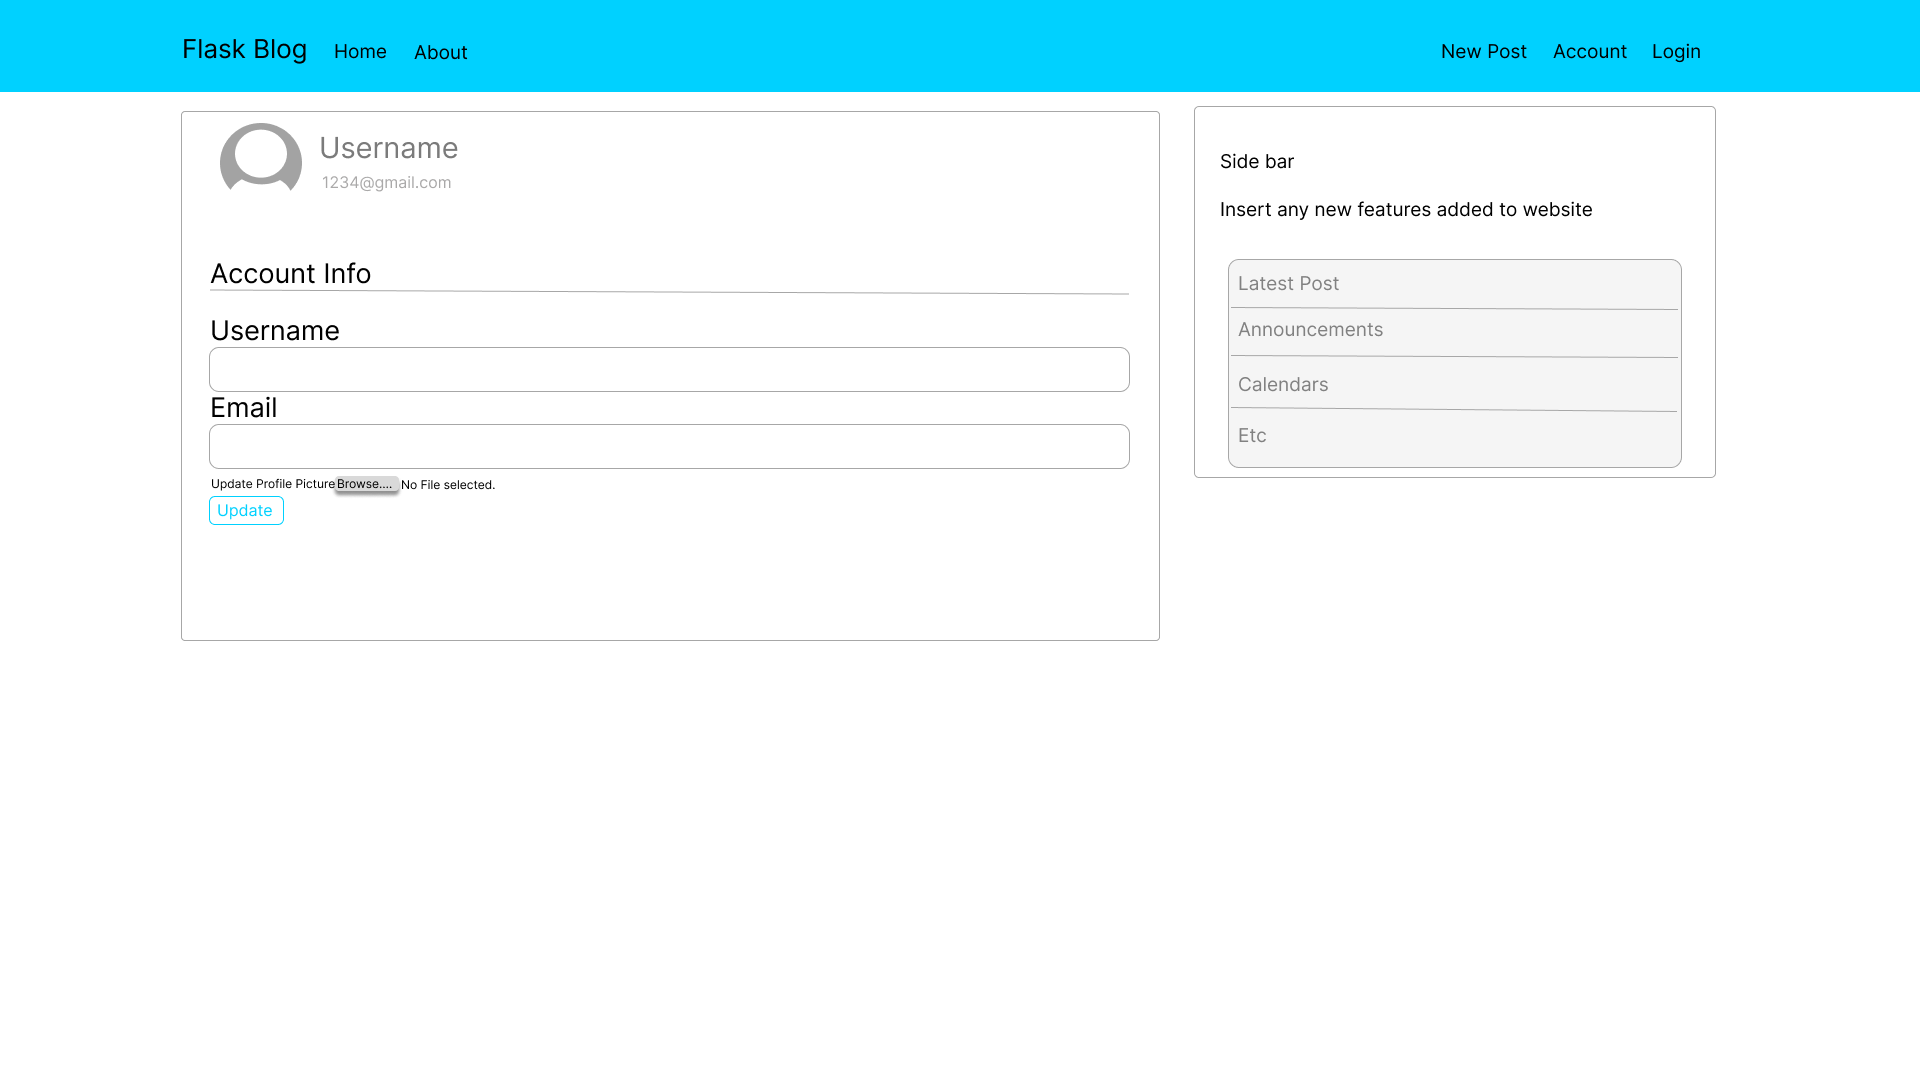 Flask Blog Home About New Post Account Login
Username
1234@gmail.com
Account Info
Username
Email
Update Profile Picture Browse.... No File selected.
Update
Side bar
Insert any new features added to website
Latest Post
Announcements
Calendars
Etc